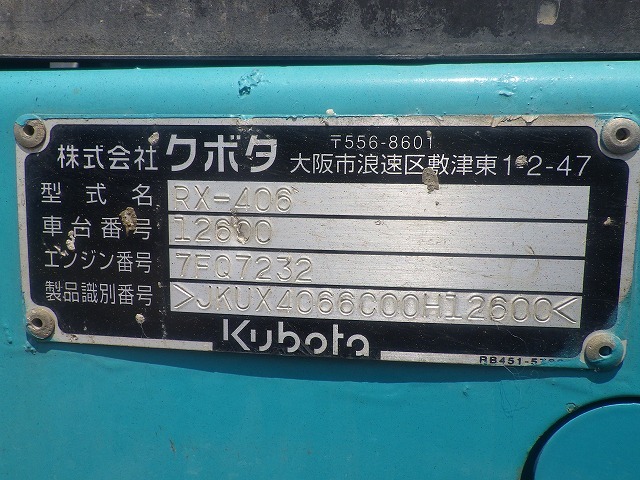 株式会社クボタ
〒556-8601
大阪市浪速区敷津東1-2-47
型式名 RX-406
車台番号 12600
エンジン番号 7FQ7232
製品識別番号 >JKUX4066C00H12600<
Kubota